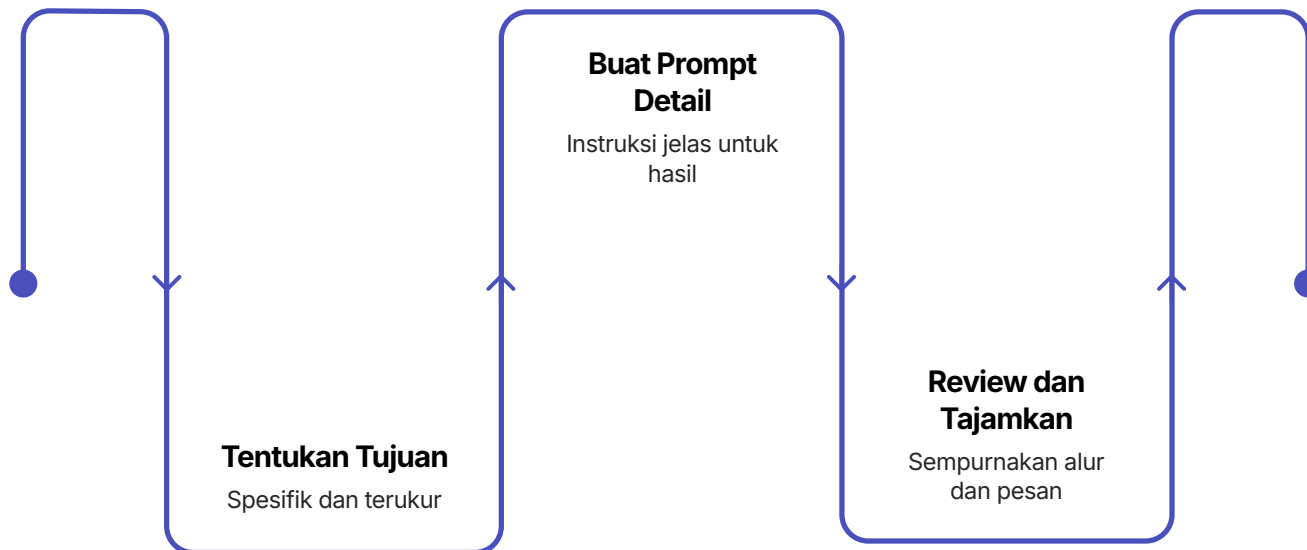 Tentukan Tujuan
Spesifik dan terukur
Buat Prompt
Detail
Instruksi jelas untuk
hasil
Review dan
Tajamkan
Sempurnakan alur
dan pesan